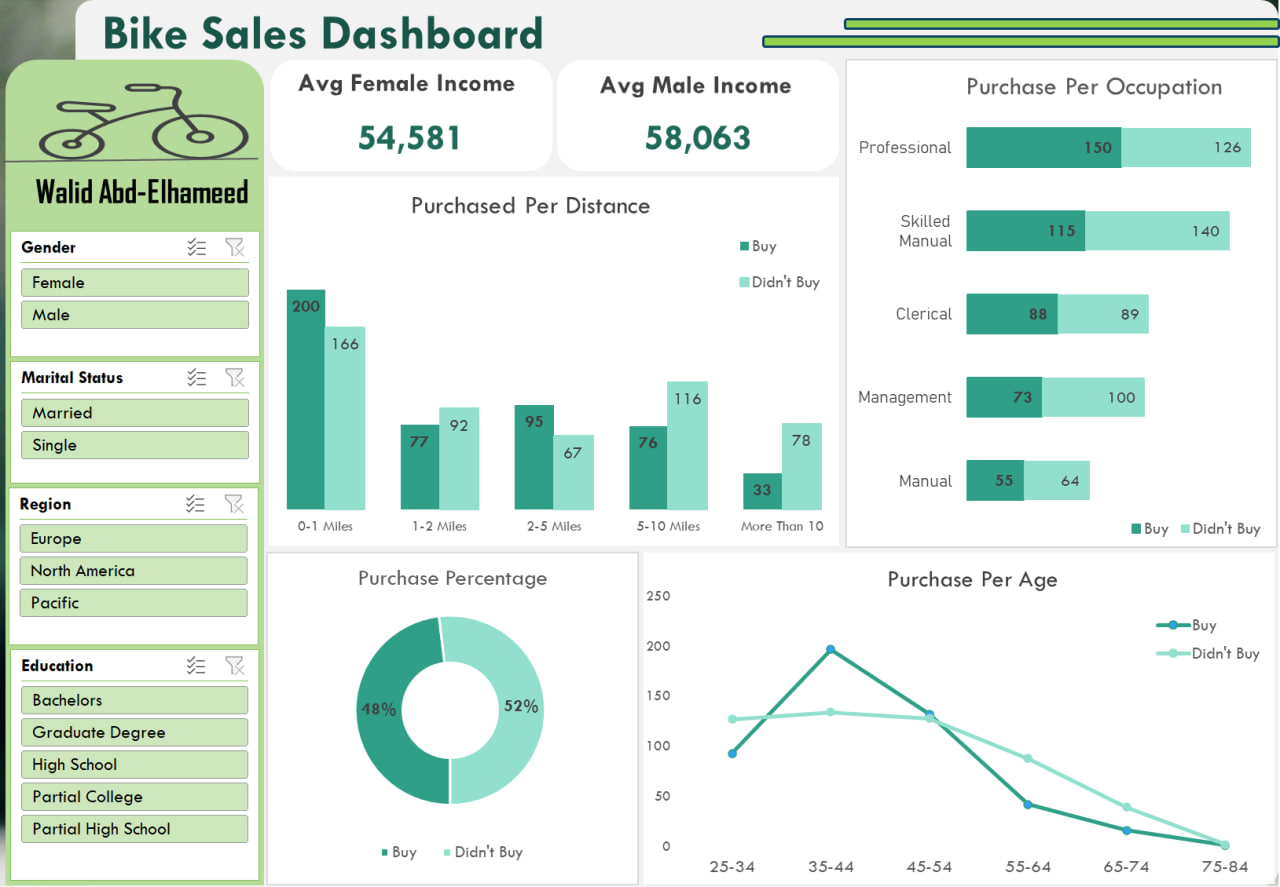 Bike Sales Dashboard
Walid Abd-Elhameed
Gender
Female
Male
Marital Status
Married
Single
Region
Europe
North America
Pacific
Education
Bachelors
Graduate Degree
High School
Partial College
Partial High School
Avg Female Income
54,581
Avg Male Income
58,063
Purchased Per Distance
Buy
Didn't Buy
200 166
77 92
95 67
76 116
33 78
0-1 Miles 1-2 Miles 2-5 Miles 5-10 Miles More Than 10
Purchase Per Occupation
Professional 150 126
Skilled
Manual 115 140
Clerical 88 89
Management 73 100
Manual 55 64
Buy Didn't Buy
Purchase Percentage
48% 52%
Buy Didn't Buy
Purchase Per Age
Buy
Didn't Buy
250
200
150
100
50
0
25-34 35-44 45-54 55-64 65-74 75-84